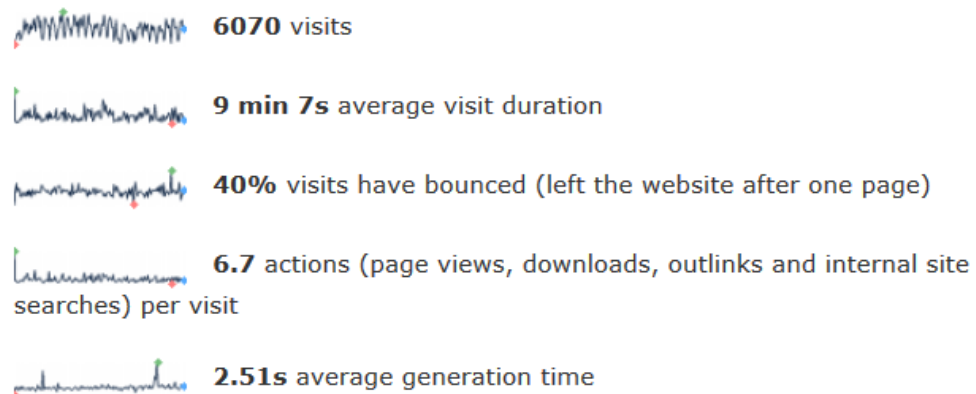 6070 visits
9 min 7s average visit duration
40% visits have bounced (left the website after one page)
6.7 actions (page views, downloads, outlinks and internal site
searches) per visit
2.51s average generation time